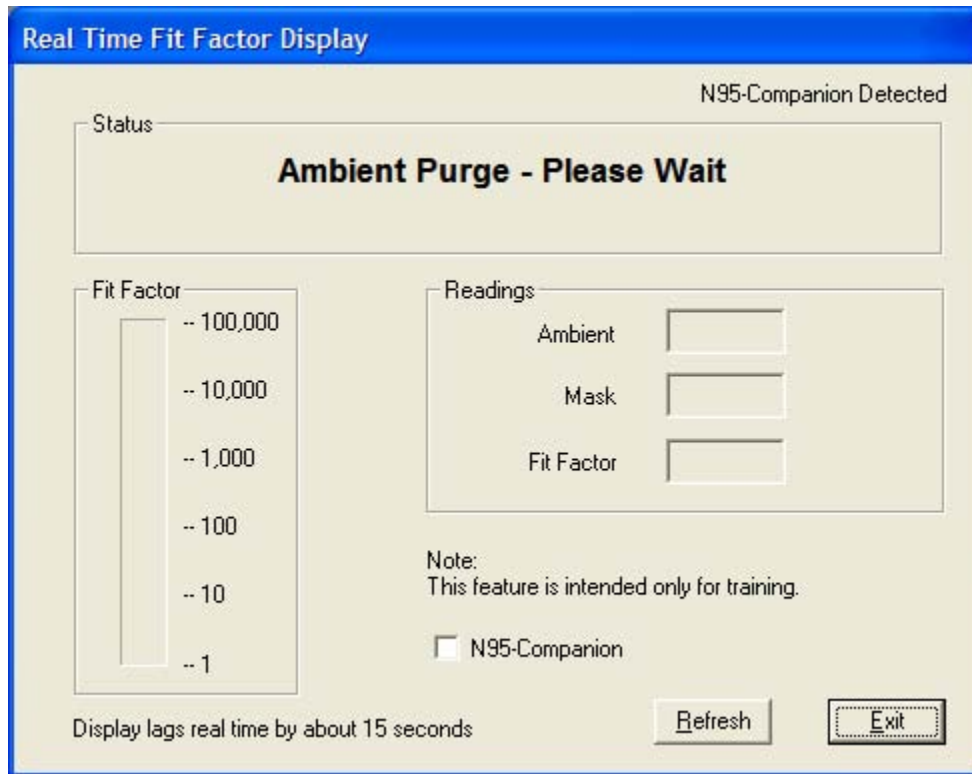 Real Time Fit Factor Display
N95-Companion Detected
Status
Ambient Purge - Please Wait
Fit Factor
-- 100,000
-- 10,000
-- 1,000
-- 100
-- 10
-- 1
Readings
Ambient
Mask
Fit Factor
Note:
This feature is intended only for training.
N95-Companion
Display lags real time by about 15 seconds
Refresh
Exit